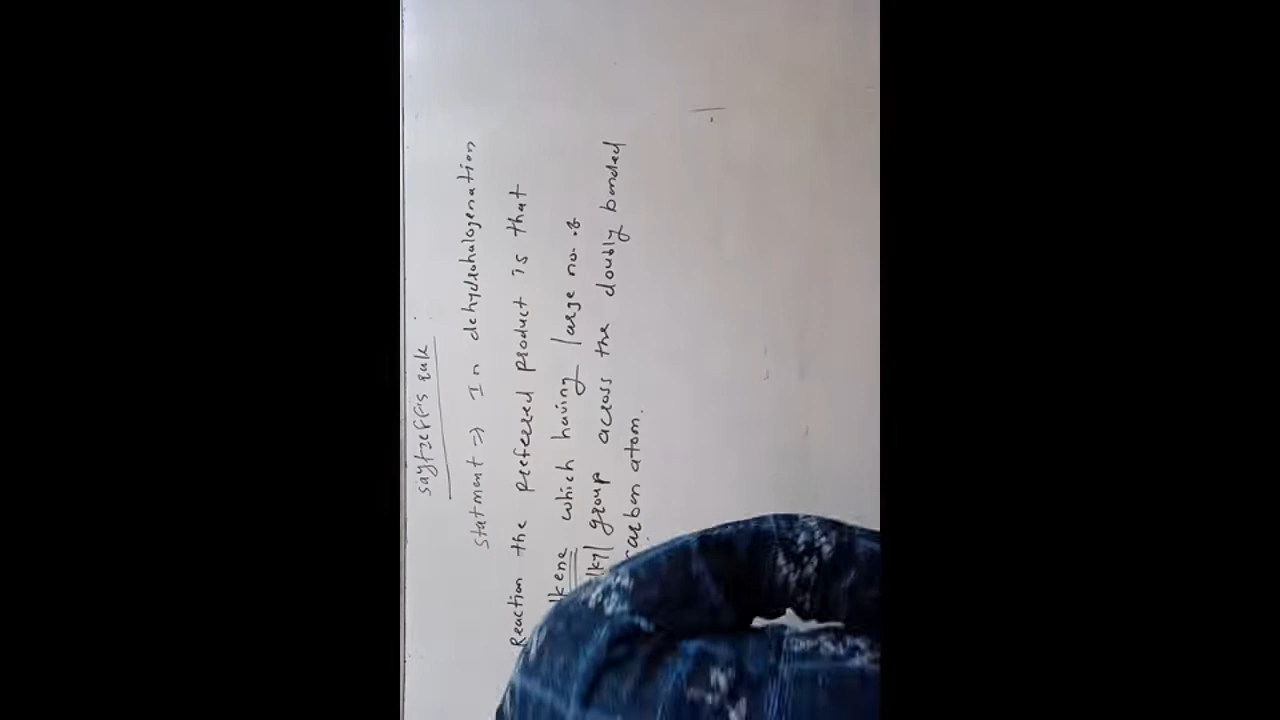 saytzeff's rule
statment => In dehydrohalogenation
Reaction the preferred product is that
lkene which having large no. of
lkyl group across the doubly bonded
carbon atom.